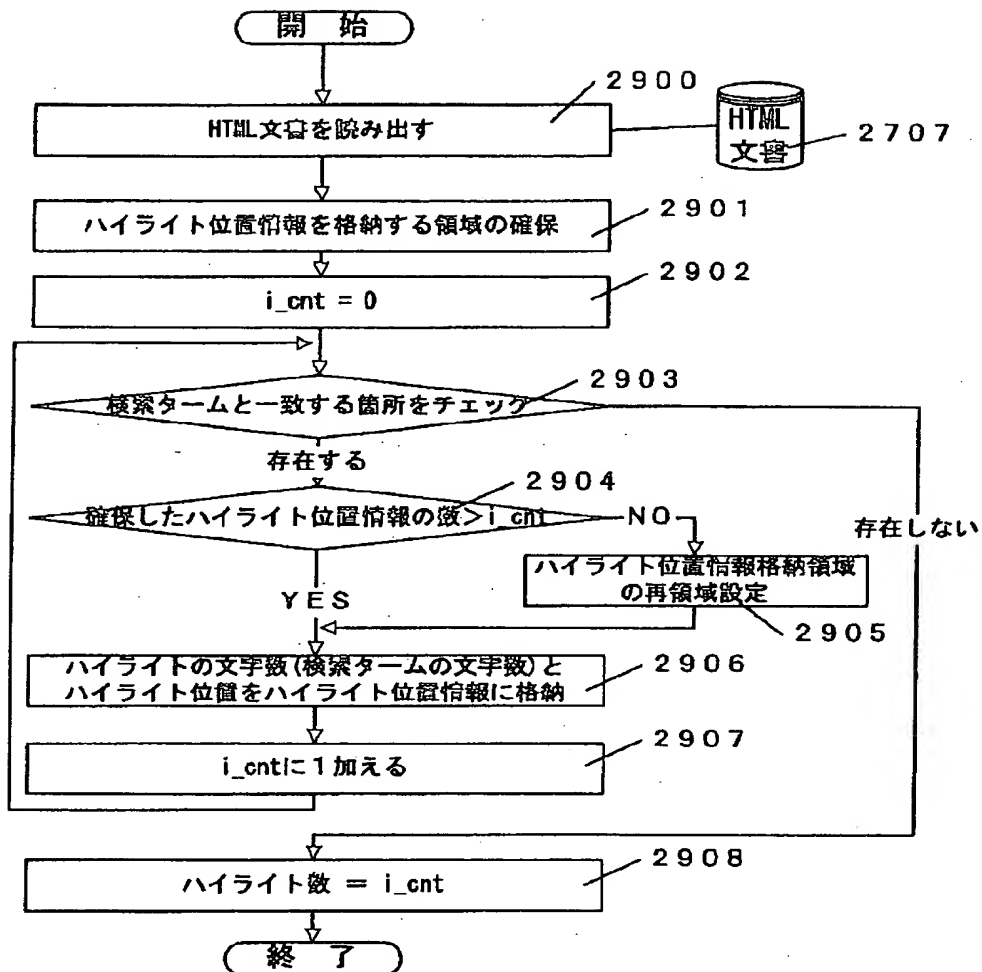 開 始
2900
HTML文書を読み出す
HTML
文書
2707
2901
ハイライト位置情報を格納する領域の確保
2902
i_cnt = 0
2903
検索タームと一致する箇所をチェック
存在する
2904
確保したハイライト位置情報の数>i_cnt
NO
存在しない
ハイライト位置情報格納領域
の再領域設定
YES
2905
2906
ハイライトの文字数(検索タームの文字数)と
ハイライト位置をハイライト位置情報に格納
2907
i_cntに1加える
2908
ハイライト数 = i_cnt
終 了